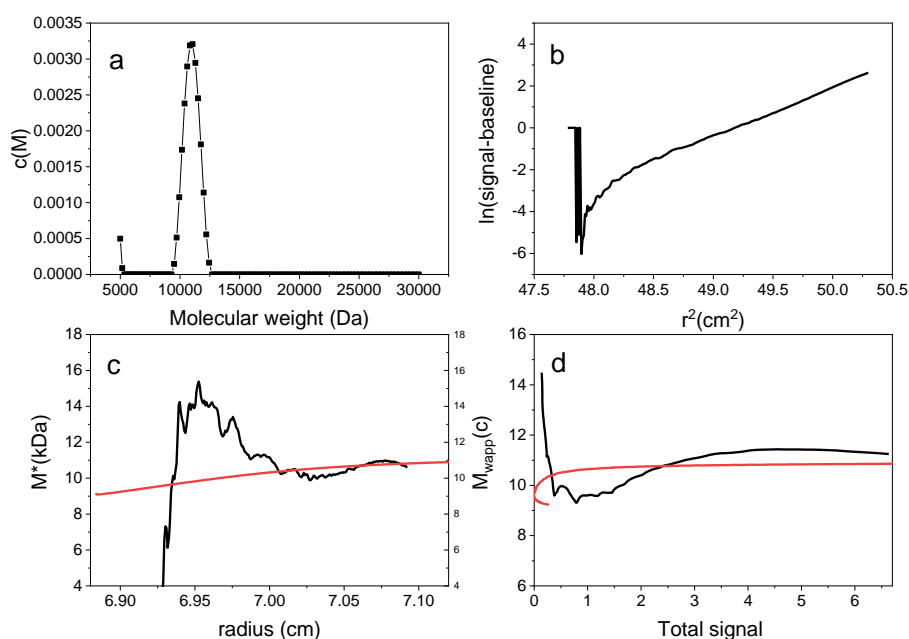 a
c(M)
0.0035
0.0030
0.0025
0.0020
0.0015
0.0010
0.0005
0.0000
5000 10000 15000 20000 25000 30000
Molecular weight (Da)
b
ln(signal-baseline)
4
2
0
-2
-4
-6
47.5 48.0 48.5 49.0 49.5 50.0 50.5
r²(cm²)
c
M*(kDa)
18
16
14
12
10
8
6
4
18
16
14
12
10
8
6
4
6.90 6.95 7.00 7.05 7.10
radius (cm)
d
Mwapp(c)
16
14
12
10
8
6
0 1 2 3 4 5 6
Total signal